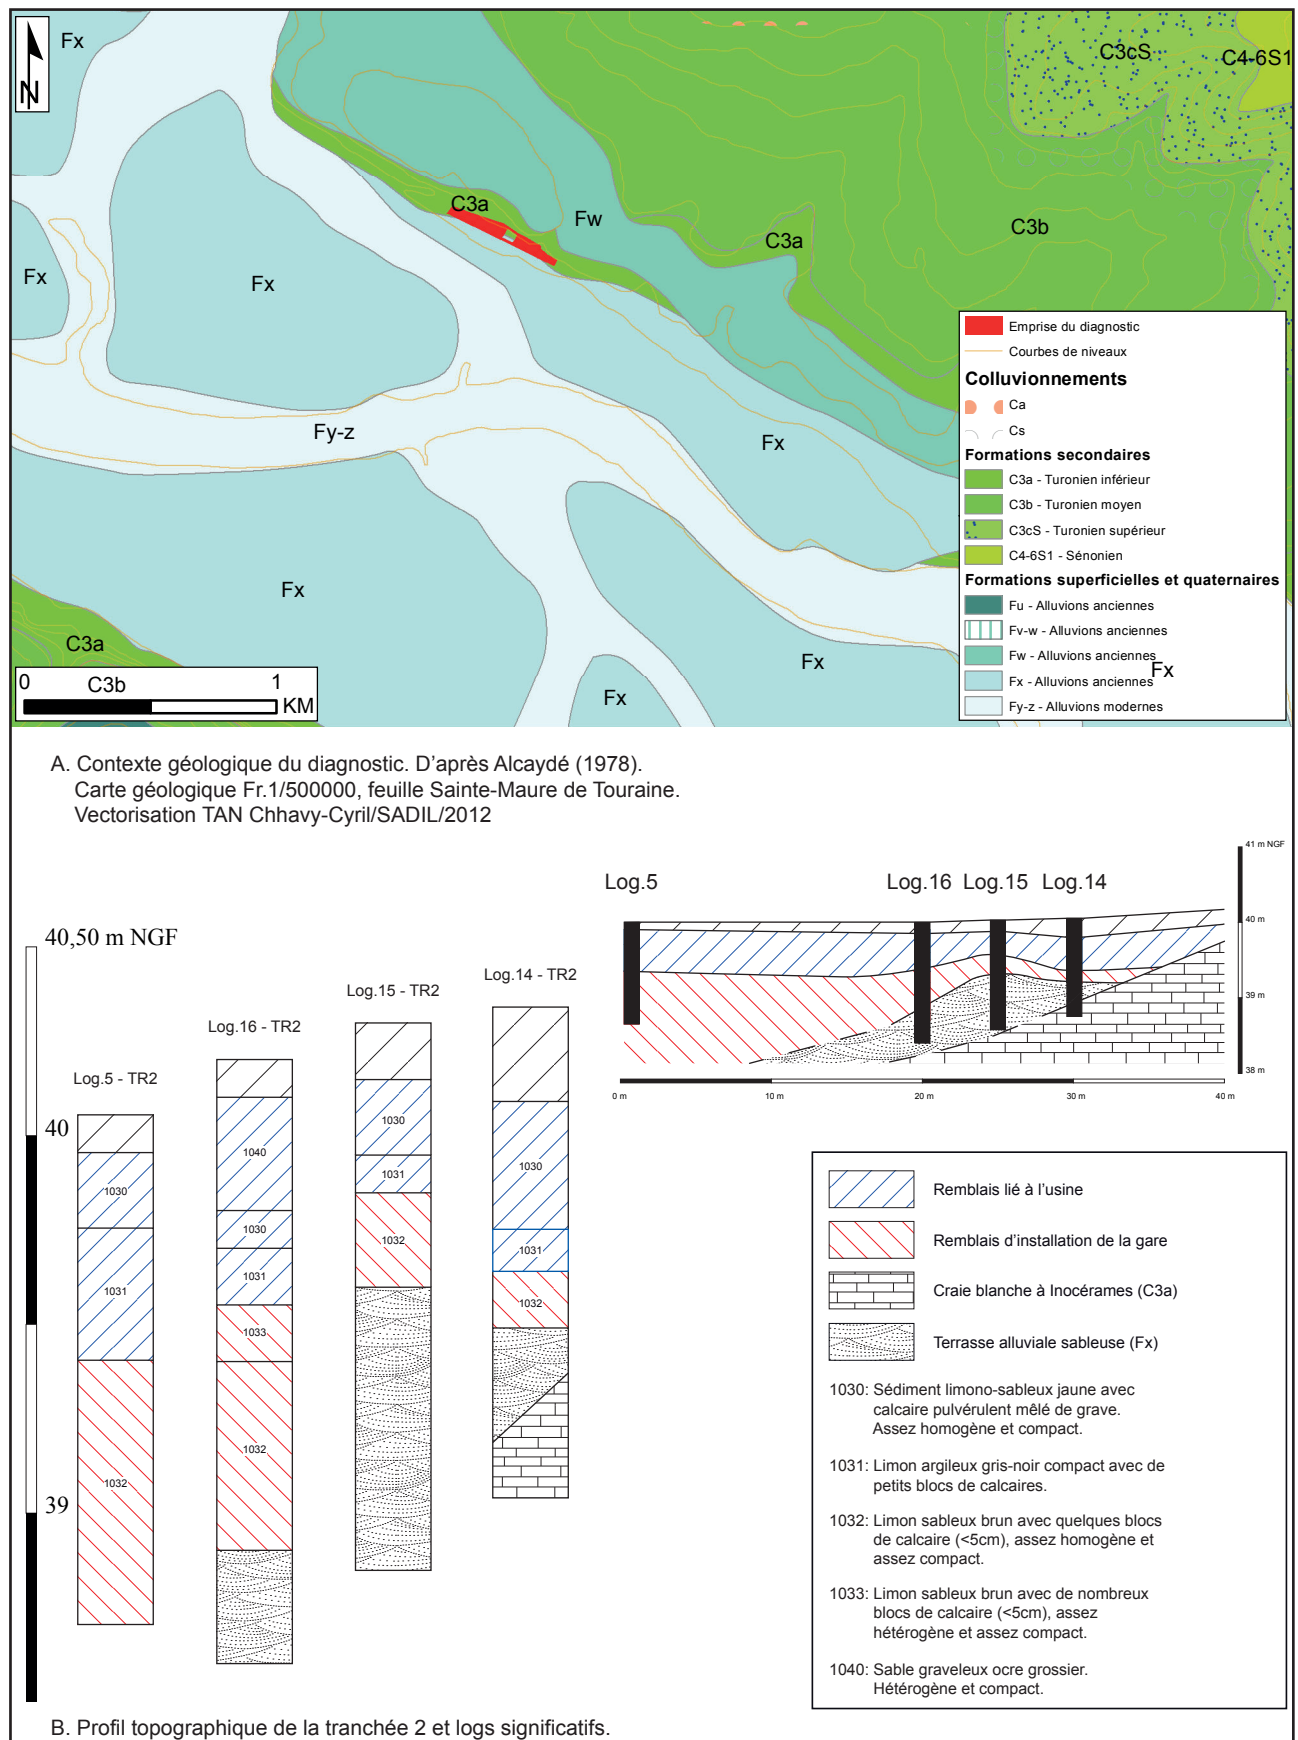 N
Fx
C3cS
C4-6S1
C3a
Fw
C3a
C3b
Fx
Fx
Fy-z
Fx
Fx
C3a
Fx
Fx
Fx
0 1
C3b
KM
Emprise du diagnostic
Courbes de niveaux
Colluvionnements
Ca
Cs
Formations secondaires
C3a - Turonien inférieur
C3b - Turonien moyen
C3cS - Turonien supérieur
C4-6S1 - Sénonien
Formations superficielles et quaternaires
Fu - Alluvions anciennes
Fv-w - Alluvions anciennes
Fw - Alluvions anciennes
Fx - Alluvions anciennes
Fy-z - Alluvions modernes
A. Contexte géologique du diagnostic. D'après Alcaydé (1978).
Carte géologique Fr.1/500000, feuille Sainte-Maure de Touraine.
Vectorisation TAN Chhavy-Cyril/SADIL/2012
Log.5 Log.16 Log.15 Log.14
41 m NGF
40 m
39 m
38 m
0 m 10 m 20 m 30 m 40 m
40,50 m NGF
40
39
Log.5 - TR2
1030
1031
1032
Log.16 - TR2
1040
1030
1031
1033
1032
Log.15 - TR2
1030
1031
1032
Log.14 - TR2
1030
1031
1032
Remblais lié à l'usine
Remblais d'installation de la gare
Craie blanche à Inocérames (C3a)
Terrasse alluviale sableuse (Fx)
1030: Sédiment limono-sableux jaune avec
calcaire pulvérulent mêlé de grave.
Assez homogène et compact.
1031: Limon argileux gris-noir compact avec de
petits blocs de calcaires.
1032: Limon sableux brun avec quelques blocs
de calcaire (<5cm), assez homogène et
assez compact.
1033: Limon sableux brun avec de nombreux
blocs de calcaire (<5cm), assez
hétérogène et assez compact.
1040: Sable graveleux ocre grossier.
Hétérogène et compact.
B. Profil topographique de la tranchée 2 et logs significatifs.